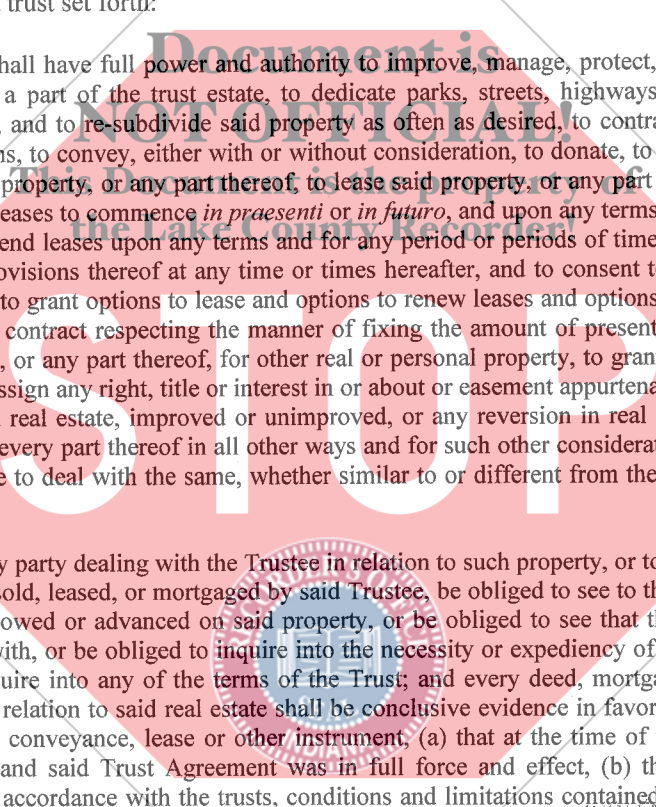 trust set forth:
Document is
hall have full power and authority to improve, manage, protect,
a part of the trust estate, to dedicate parks, streets, highways
NOT OFFICIAL!
, and to re-subdivide said property as often as desired, to contra
ns, to convey, either with or without consideration, to donate, to
This Document is the property of
property, or any part thereof, to lease said property, or any part
eases to commence in praesenti or in futuro, and upon any terms
the Lake County Recorder!
end leases upon any terms and for any period or periods of time
ovisions thereof at any time or times hereafter, and to consent t
to grant options to lease and options to renew leases and options
contract respecting the manner of fixing the amount of present
, or any part thereof, for other real or personal property, to gran
ssign any right, title or interest in or about or easement appurtena
real estate, improved or unimproved, or any reversion in real
every part thereof in all other ways and for such other considerat
e to deal with the same, whether similar to or different from the
STOP
y party dealing with the Trustee in relation to such property, or to
sold, leased, or mortgaged by said Trustee, be obliged to see to th
owed or advanced on said property, or be obliged to see that th
with, or be obliged to inquire into the necessity or expediency of
uire into any of the terms of the Trust; and every deed, mortga
relation to said real estate shall be conclusive evidence in favor
conveyance, lease or other instrument, (a) that at the time of
and said Trust Agreement was in full force and effect, (b) th
accordance with the trusts, conditions and limitations contained
RECORDER'S OFFICE
INDIANA